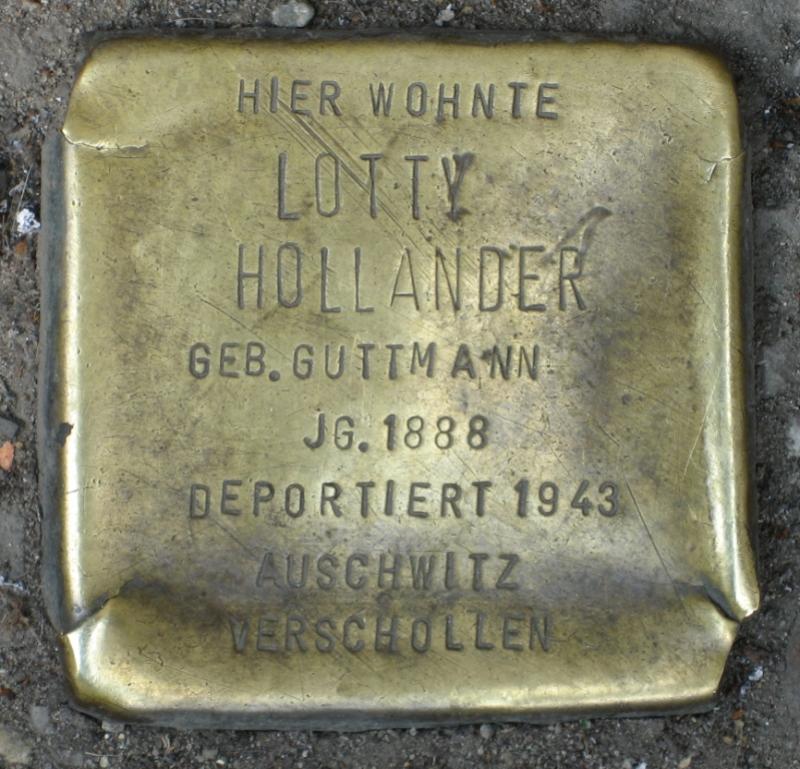 HIER WOHNTE
LOTTY
HOLLANDER
GEB. GUTTMANN
JG. 1888
DEPORTIERT 1943
AUSCHWITZ
VERSCHOLLEN